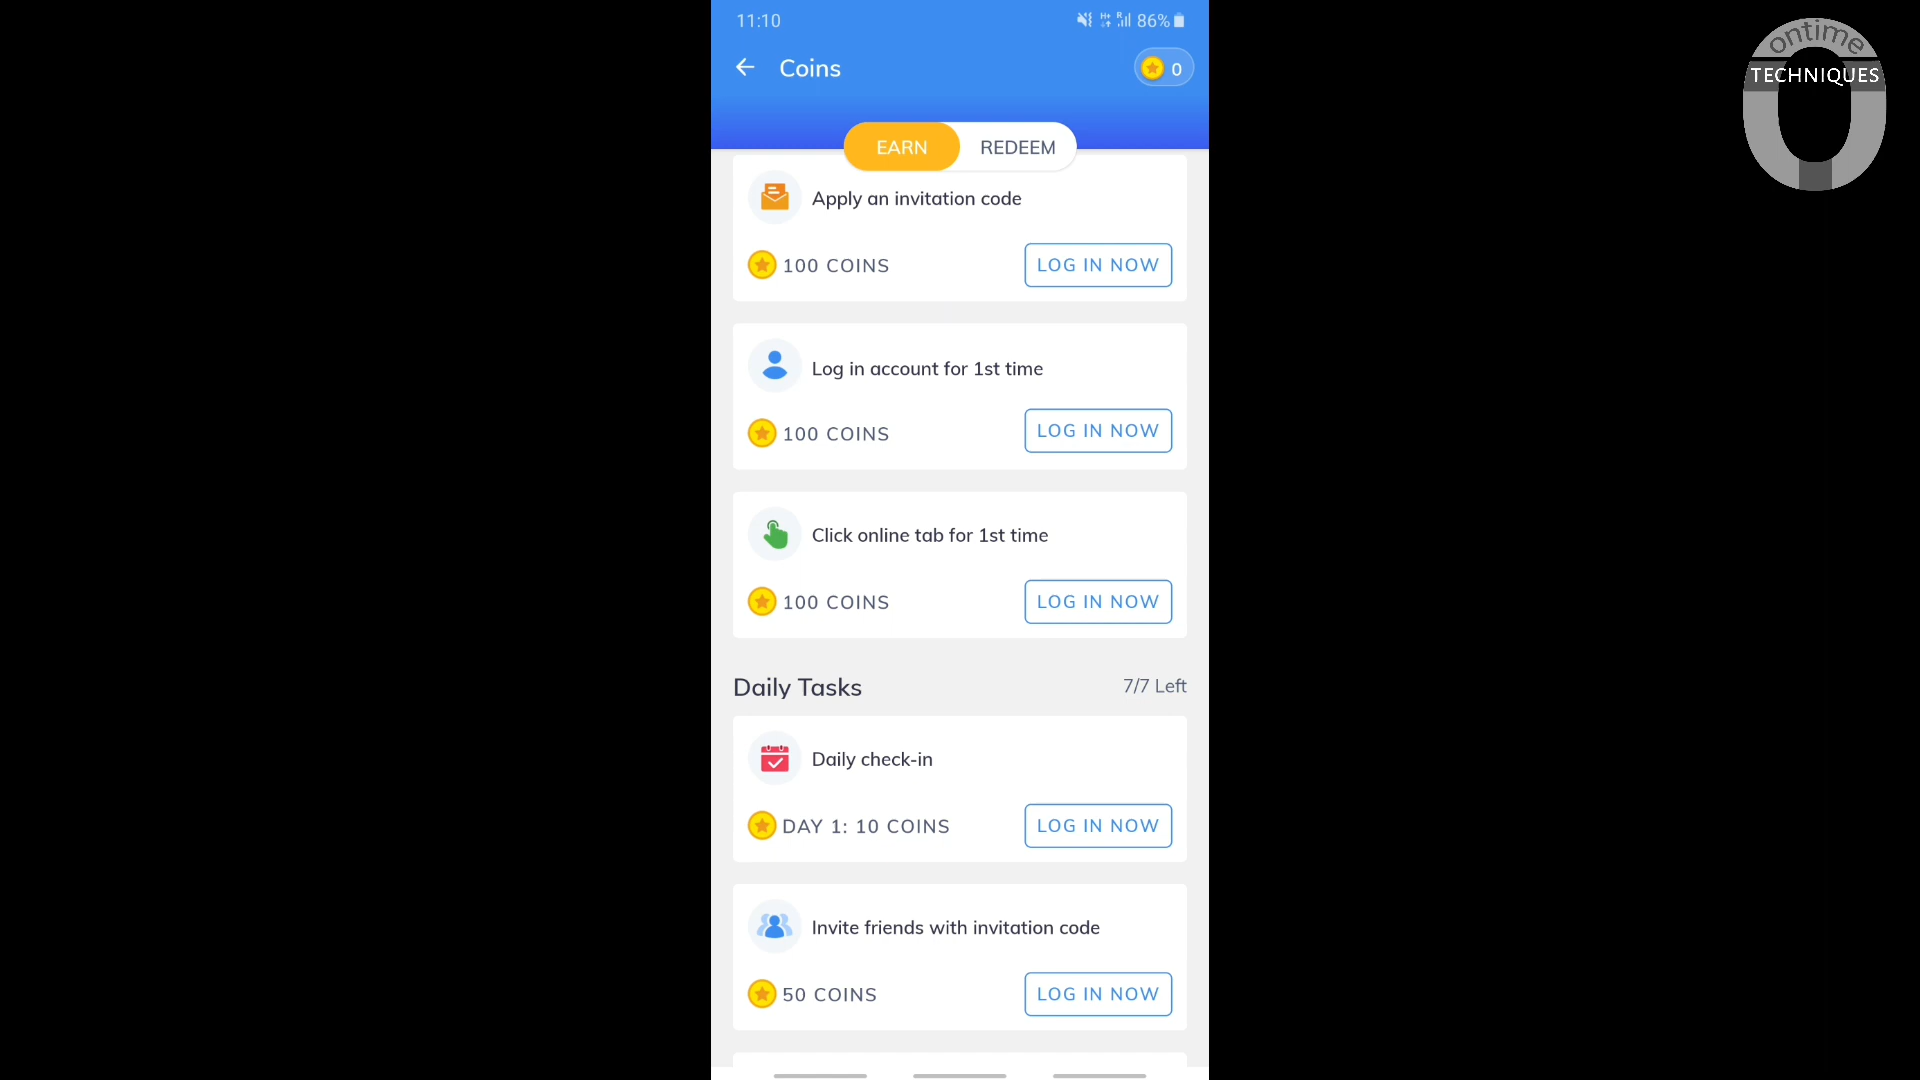 11:10
H+ R 86%
Coins
0
EARN
REDEEM
Apply an invitation code
100 COINS
LOG IN NOW
Log in account for 1st time
100 COINS
LOG IN NOW
Click online tab for 1st time
100 COINS
LOG IN NOW
Daily Tasks
7/7 Left
Daily check-in
DAY 1: 10 COINS
LOG IN NOW
Invite friends with invitation code
50 COINS
LOG IN NOW
ontime
TECHNIQUES